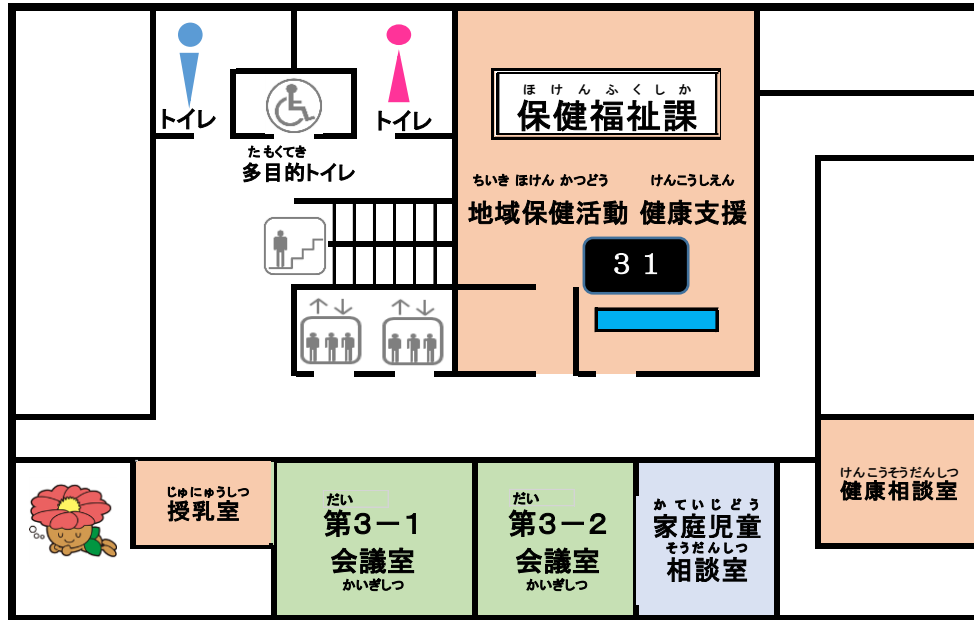 トイレ
トイレ
たもくてき
多目的トイレ
ほけんふくしか
保健福祉課
ちいき ほけん かつどう けんこうしえん
地域保健活動 健康支援
31
じゅにゅうしつ
授乳室
だい
第3－1
会議室
かいぎしつ
だい
第3－2
会議室
かいぎしつ
かていじどう
家庭児童
そうだんしつ
相談室
けんこうそうだんしつ
健康相談室